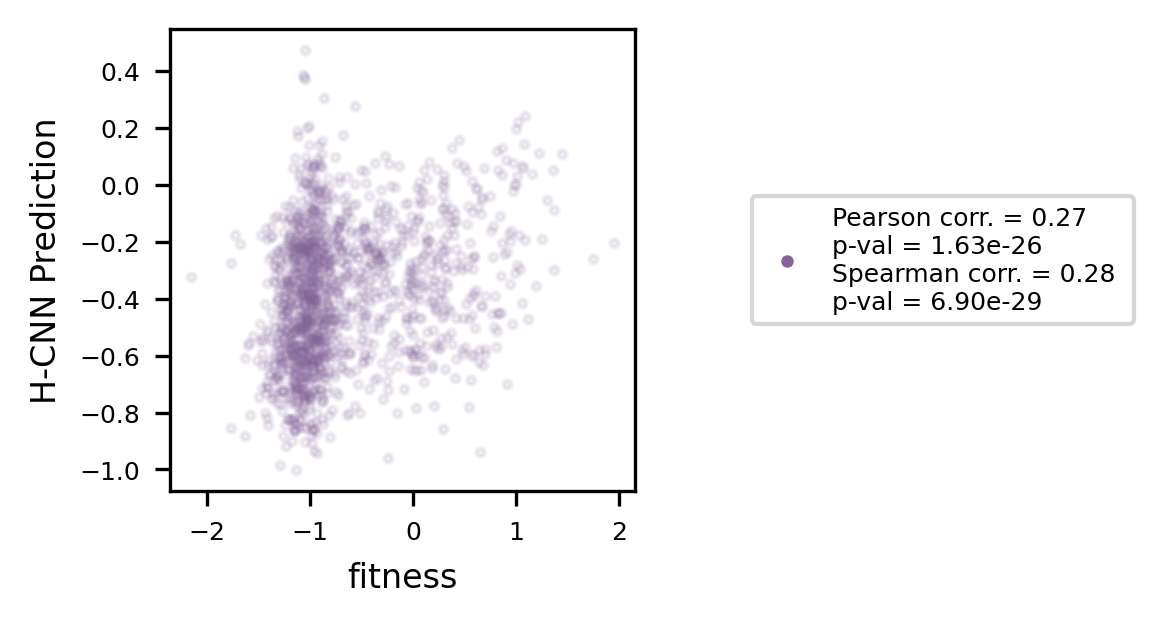 0.4
0.2
0.0
−0.2
−0.4
−0.6
−0.8
−1.0
H-CNN Prediction
−2
−1
0
1
2
fitness
Pearson corr. = 0.27
p-val = 1.63e-26
Spearman corr. = 0.28
p-val = 6.90e-29